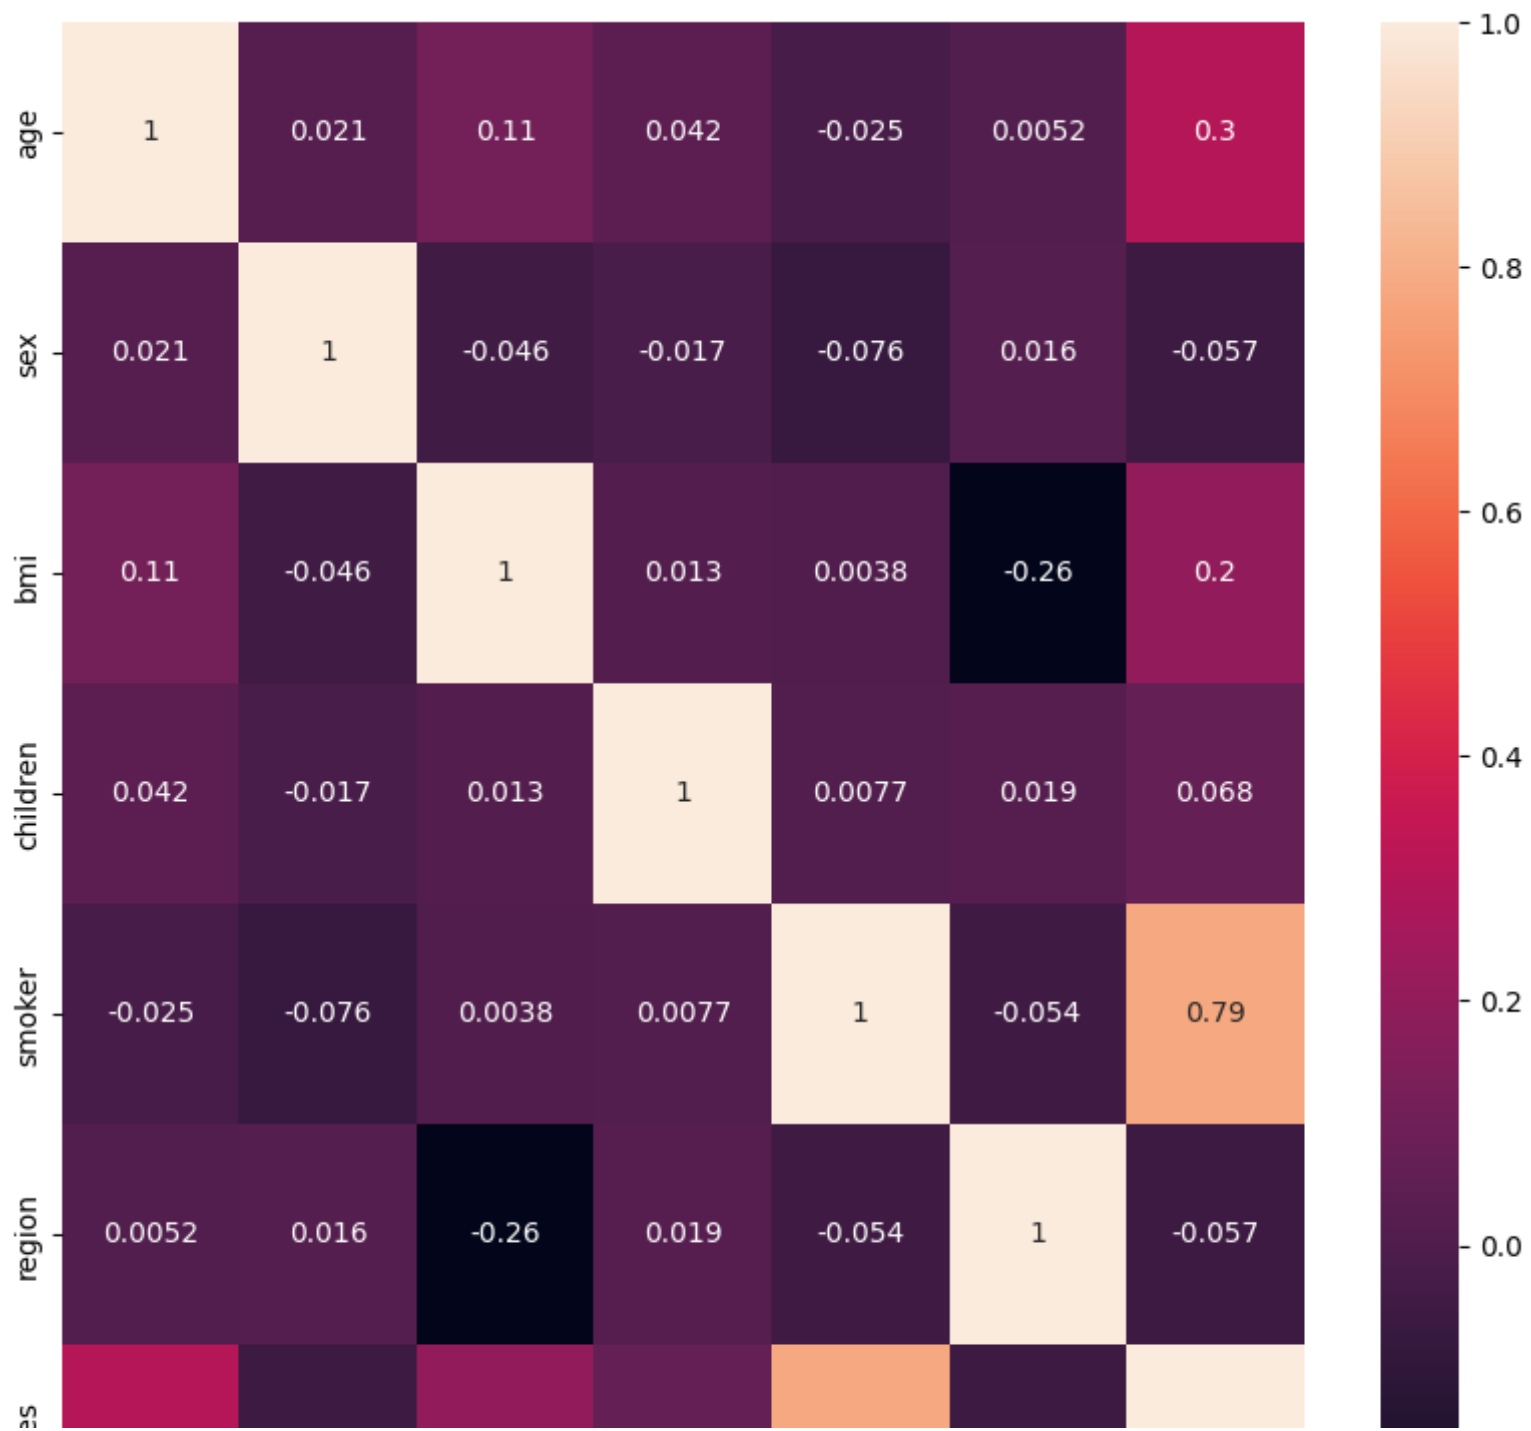 age 1 0.021 0.11 0.042 -0.025 0.0052 0.3
sex 0.021 1 -0.046 -0.017 -0.076 0.016 -0.057
bmi 0.11 -0.046 1 0.013 0.0038 -0.26 0.2
children 0.042 -0.017 0.013 1 0.0077 0.019 0.068
smoker -0.025 -0.076 0.0038 0.0077 1 -0.054 0.79
region 0.0052 0.016 -0.26 0.019 -0.054 1 -0.057
es
1.0
0.8
0.6
0.4
0.2
0.0